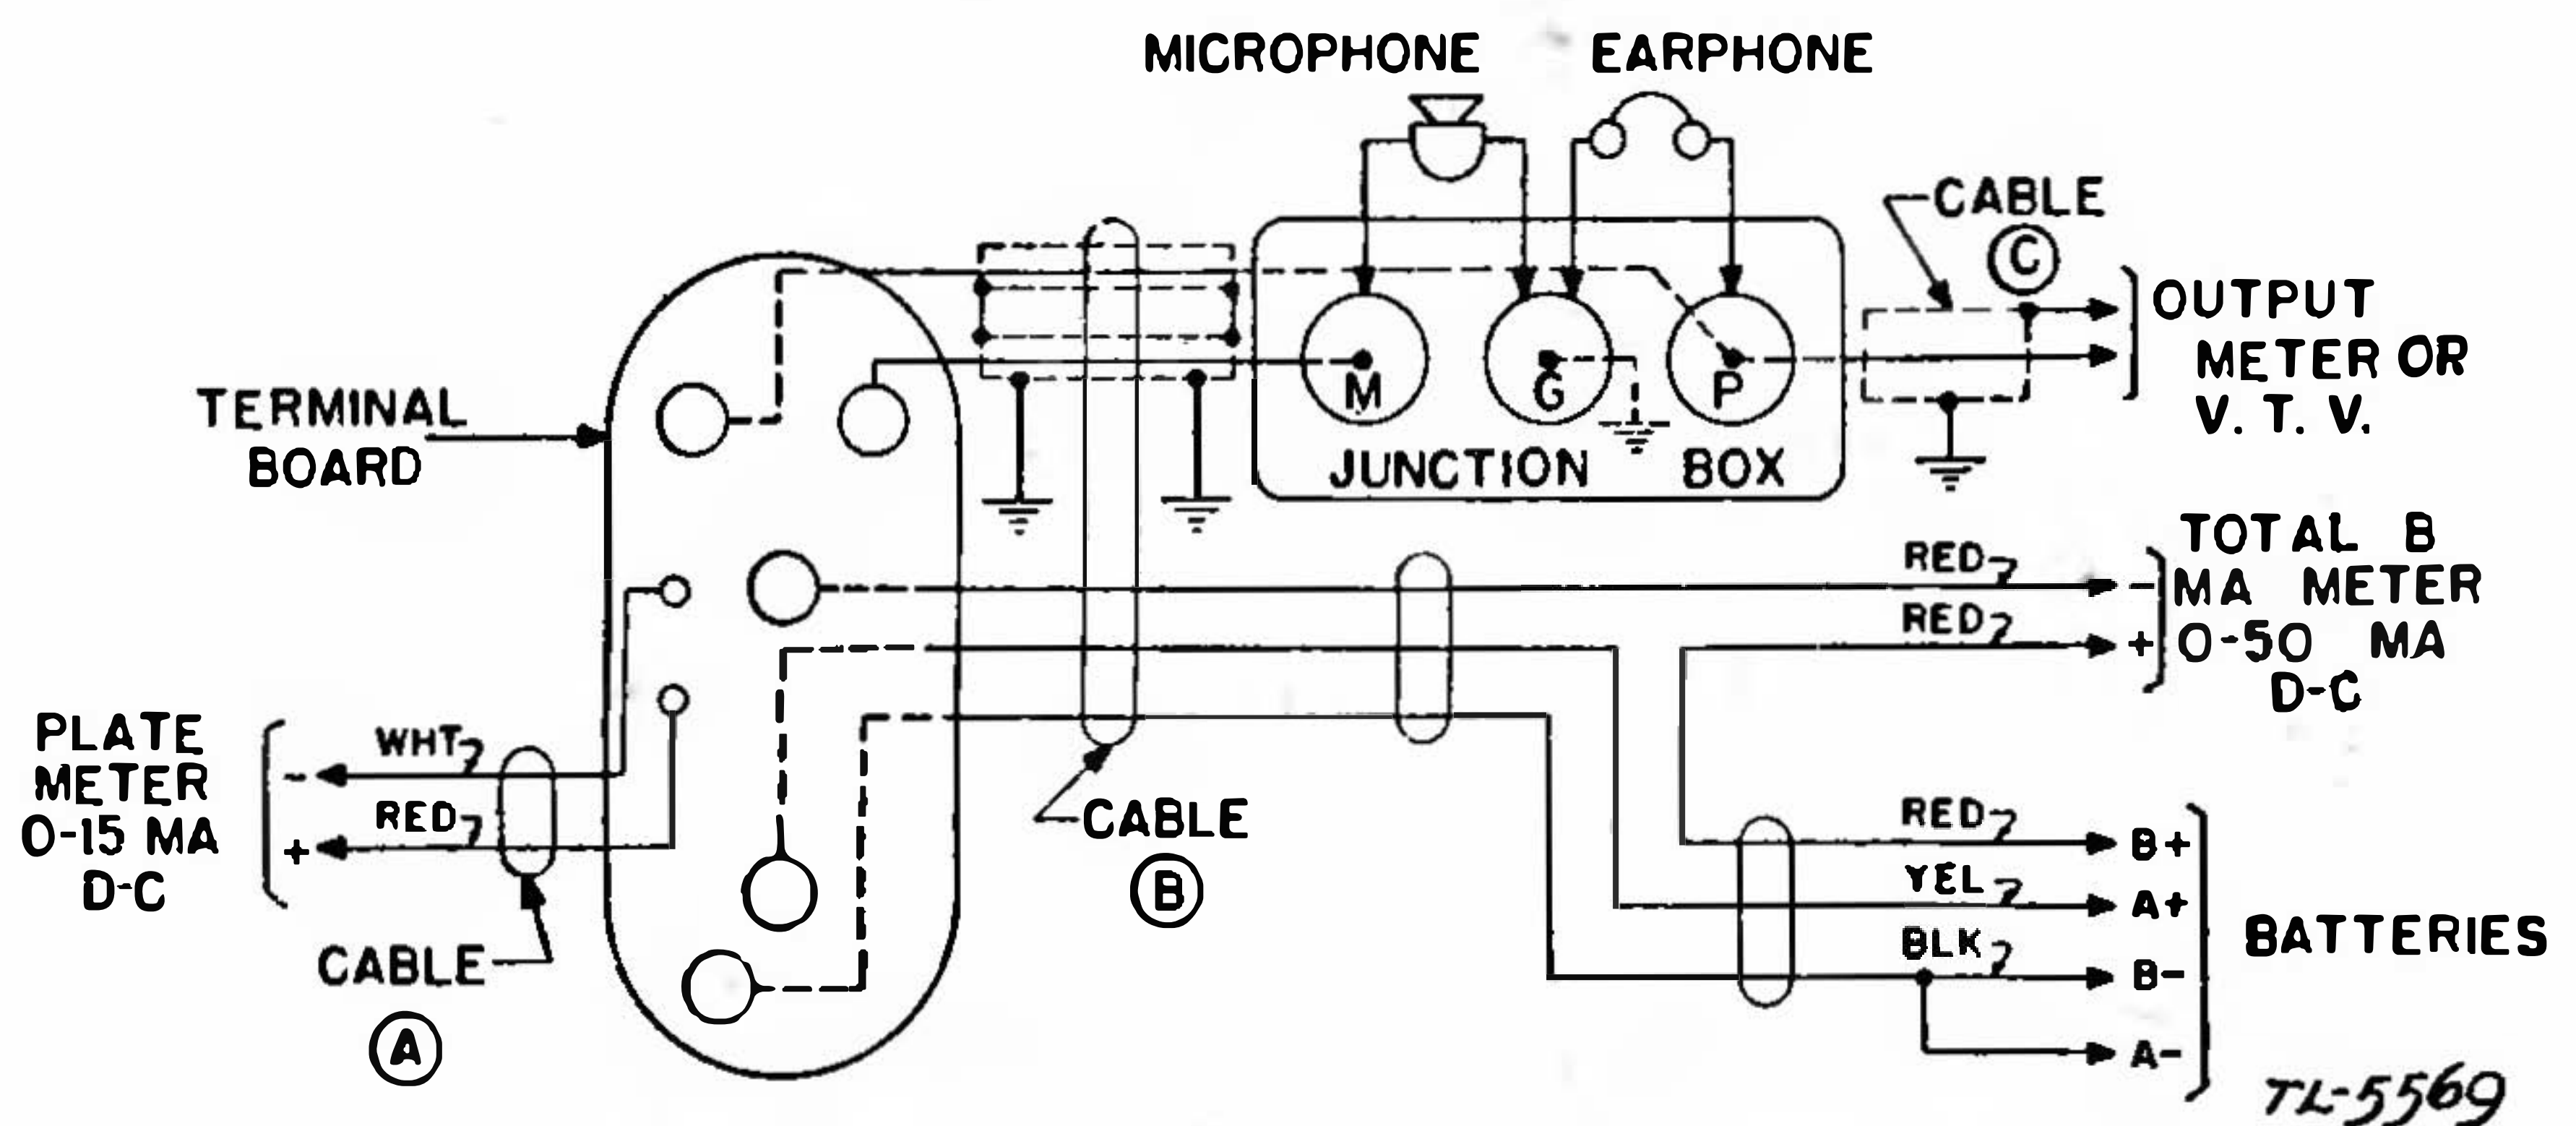 MICROPHONE
EARPHONE
CABLE
C
OUTPUT
METER OR
V. T. V.
M
G
P
JUNCTION BOX
TERMINAL
BOARD
TOTAL B
MA METER
0-50 MA
D-C
RED
-
RED
+
PLATE
METER
0-15 MA
D-C
WHT
-
RED
+
CABLE
A
CABLE
B
RED
B+
YEL
A+
BLK
B-
A-
BATTERIES
TL-5569